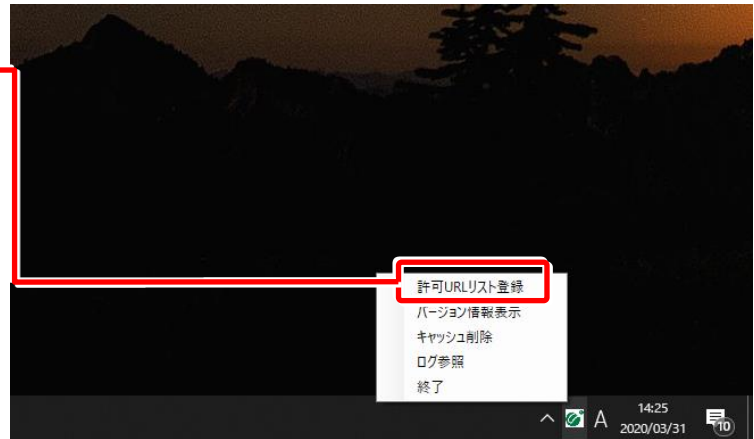 許可URLリスト登録
バージョン情報表示
キャッシュ削除
ログ参照
終了
A
14:25
2020/03/31
10